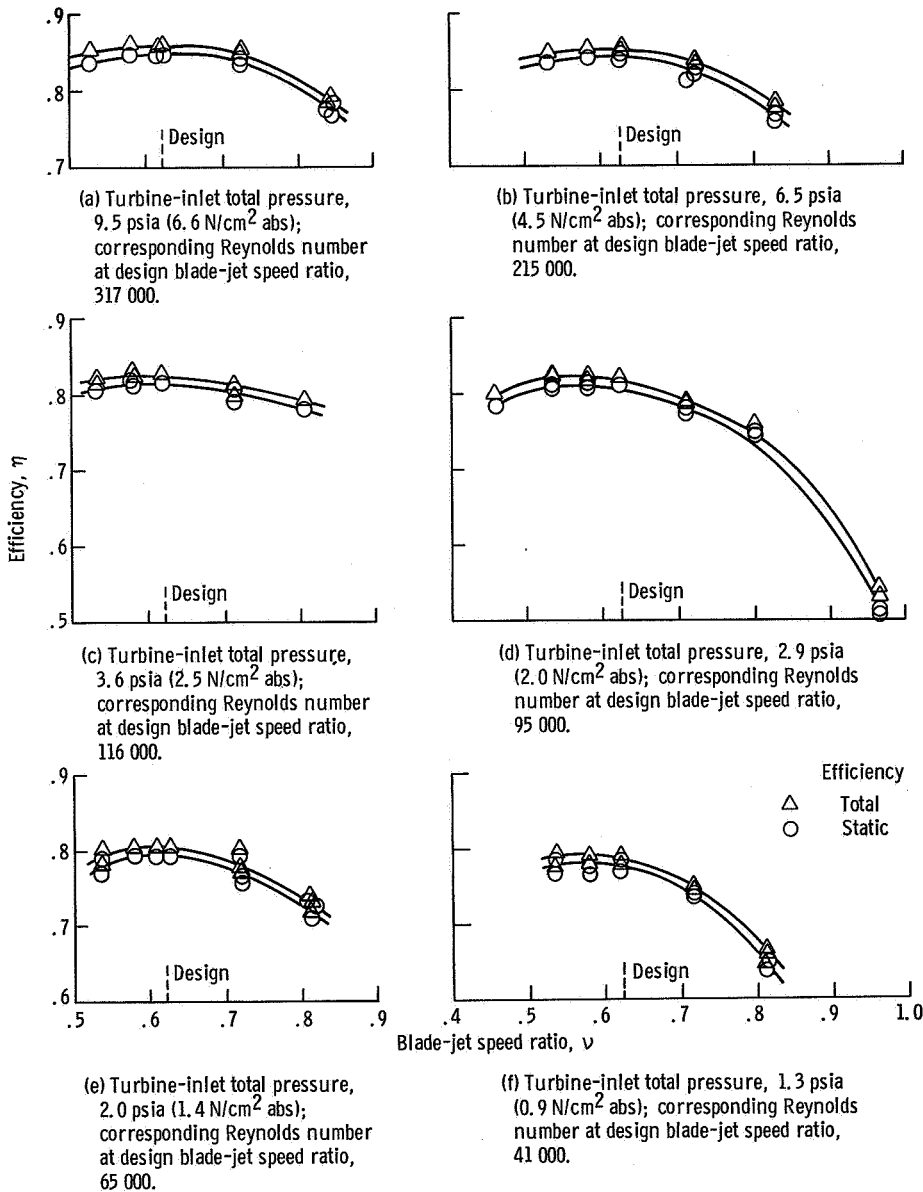 .9
.8
.7
Design
Design
(a) Turbine-inlet total pressure,
9.5 psia (6.6 N/cm² abs);
corresponding Reynolds number
at design blade-jet speed ratio,
317 000.
(b) Turbine-inlet total pressure, 6.5 psia
(4.5 N/cm² abs); corresponding Reynolds
number at design blade-jet speed ratio,
215 000.
Efficiency, η
.9
.8
.7
.6
.5
Design
Design
(c) Turbine-inlet total pressure,
3.6 psia (2.5 N/cm² abs);
corresponding Reynolds number
at design blade-jet speed ratio,
116 000.
(d) Turbine-inlet total pressure, 2.9 psia
(2.0 N/cm² abs); corresponding Reynolds
number at design blade-jet speed ratio,
95 000.
.9
.8
.7
.6
Design
.5 .6 .7 .8 .9
Efficiency
Total
Static
Design
.4 .5 .6 .7 .8 .9 1.0
Blade-jet speed ratio, ν
(e) Turbine-inlet total pressure,
2.0 psia (1.4 N/cm² abs);
corresponding Reynolds number
at design blade-jet speed ratio,
65 000.
(f) Turbine-inlet total pressure, 1.3 psia
(0.9 N/cm² abs); corresponding Reynolds
number at design blade-jet speed ratio,
41 000.